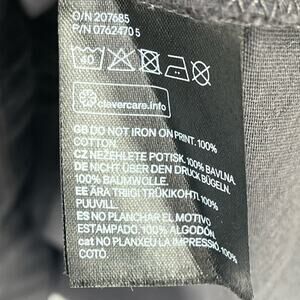 O/N 207685
P/N 0762470 5
40
clevercare.info
GB DO NOT IRON ON PRINT. 100%
COTTON.
CZ NEŽEHLETE POTISK. 100% BAVLNA.
DE NICHT ÜBER DEN DRUCK BÜGELN.
100% BAUMWOLLE.
EE ÄRA TRIIGI TRÜKIKOHTI. 100%
PUUVILL.
ES NO PLANCHAR EL MOTIVO
ESTAMPADO. 100% ALGODÓN.
cat NO PLANXEU LA IMPRESSIÓ. 100%
COTÓ.